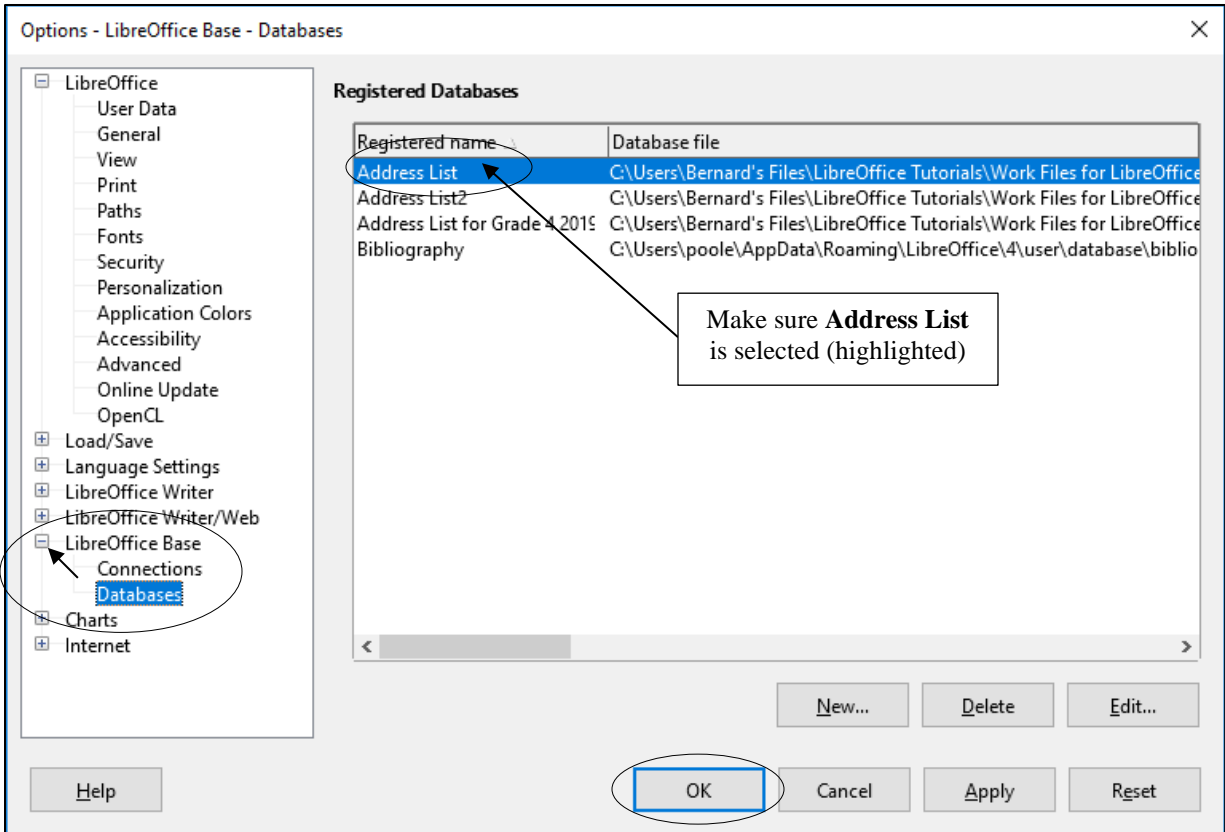 Options - LibreOffice Base - Databases
LibreOffice
User Data
General
View
Print
Paths
Fonts
Security
Personalization
Application Colors
Accessibility
Advanced
Online Update
OpenCL
Load/Save
Language Settings
LibreOffice Writer
LibreOffice Writer/Web
LibreOffice Base
Connections
Databases
Charts
Internet
Registered Databases
Registered name Database file
Address List C:\Users\Bernard's Files\LibreOffice Tutorials\Work Files for LibreOffice
Address List2 C:\Users\Bernard's Files\LibreOffice Tutorials\Work Files for LibreOffice
Address List for Grade 4 2019 C:\Users\Bernard's Files\LibreOffice Tutorials\Work Files for LibreOffice
Bibliography C:\Users\poole\AppData\Roaming\LibreOffice\4\user\database\biblio
Make sure Address List
is selected (highlighted)
New... Delete Edit...
Help OK Cancel Apply Reset